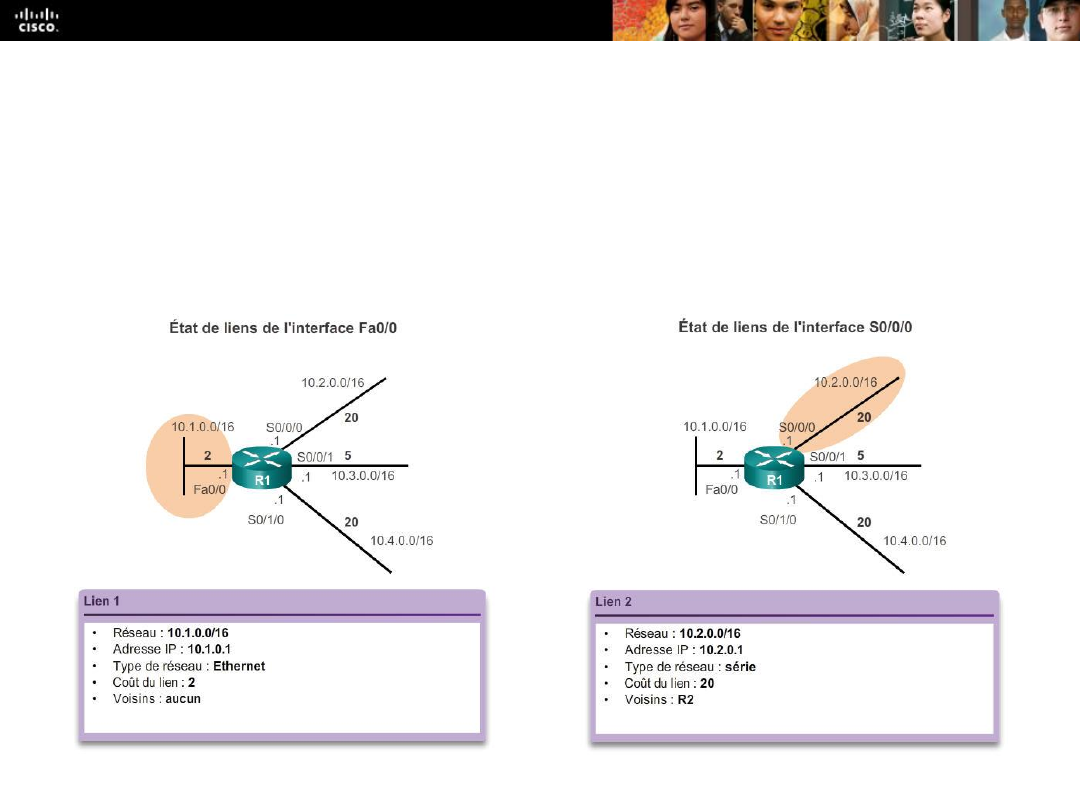 CISCO.
État de liens de l'interface Fa0/0
10.2.0.0/16
20
10.1.0.0/16
S0/0/0
.1
2
S0/0/1
5
.1
R1
.1
10.3.0.0/16
Fa0/0
.1
S0/1/0
20
10.4.0.0/16
Lien 1
• Réseau : 10.1.0.0/16
• Adresse IP : 10.1.0.1
• Type de réseau : Ethernet
• Coût du lien : 2
• Voisins : aucun
État de liens de l'interface S0/0/0
10.2.0.0/16
20
10.1.0.0/16
S0/0/0
.1
2
S0/0/1
5
.1
R1
.1
10.3.0.0/16
Fa0/0
.1
S0/1/0
20
10.4.0.0/16
Lien 2
• Réseau : 10.2.0.0/16
• Adresse IP : 10.2.0.1
• Type de réseau : série
• Coût du lien : 20
• Voisins : R2